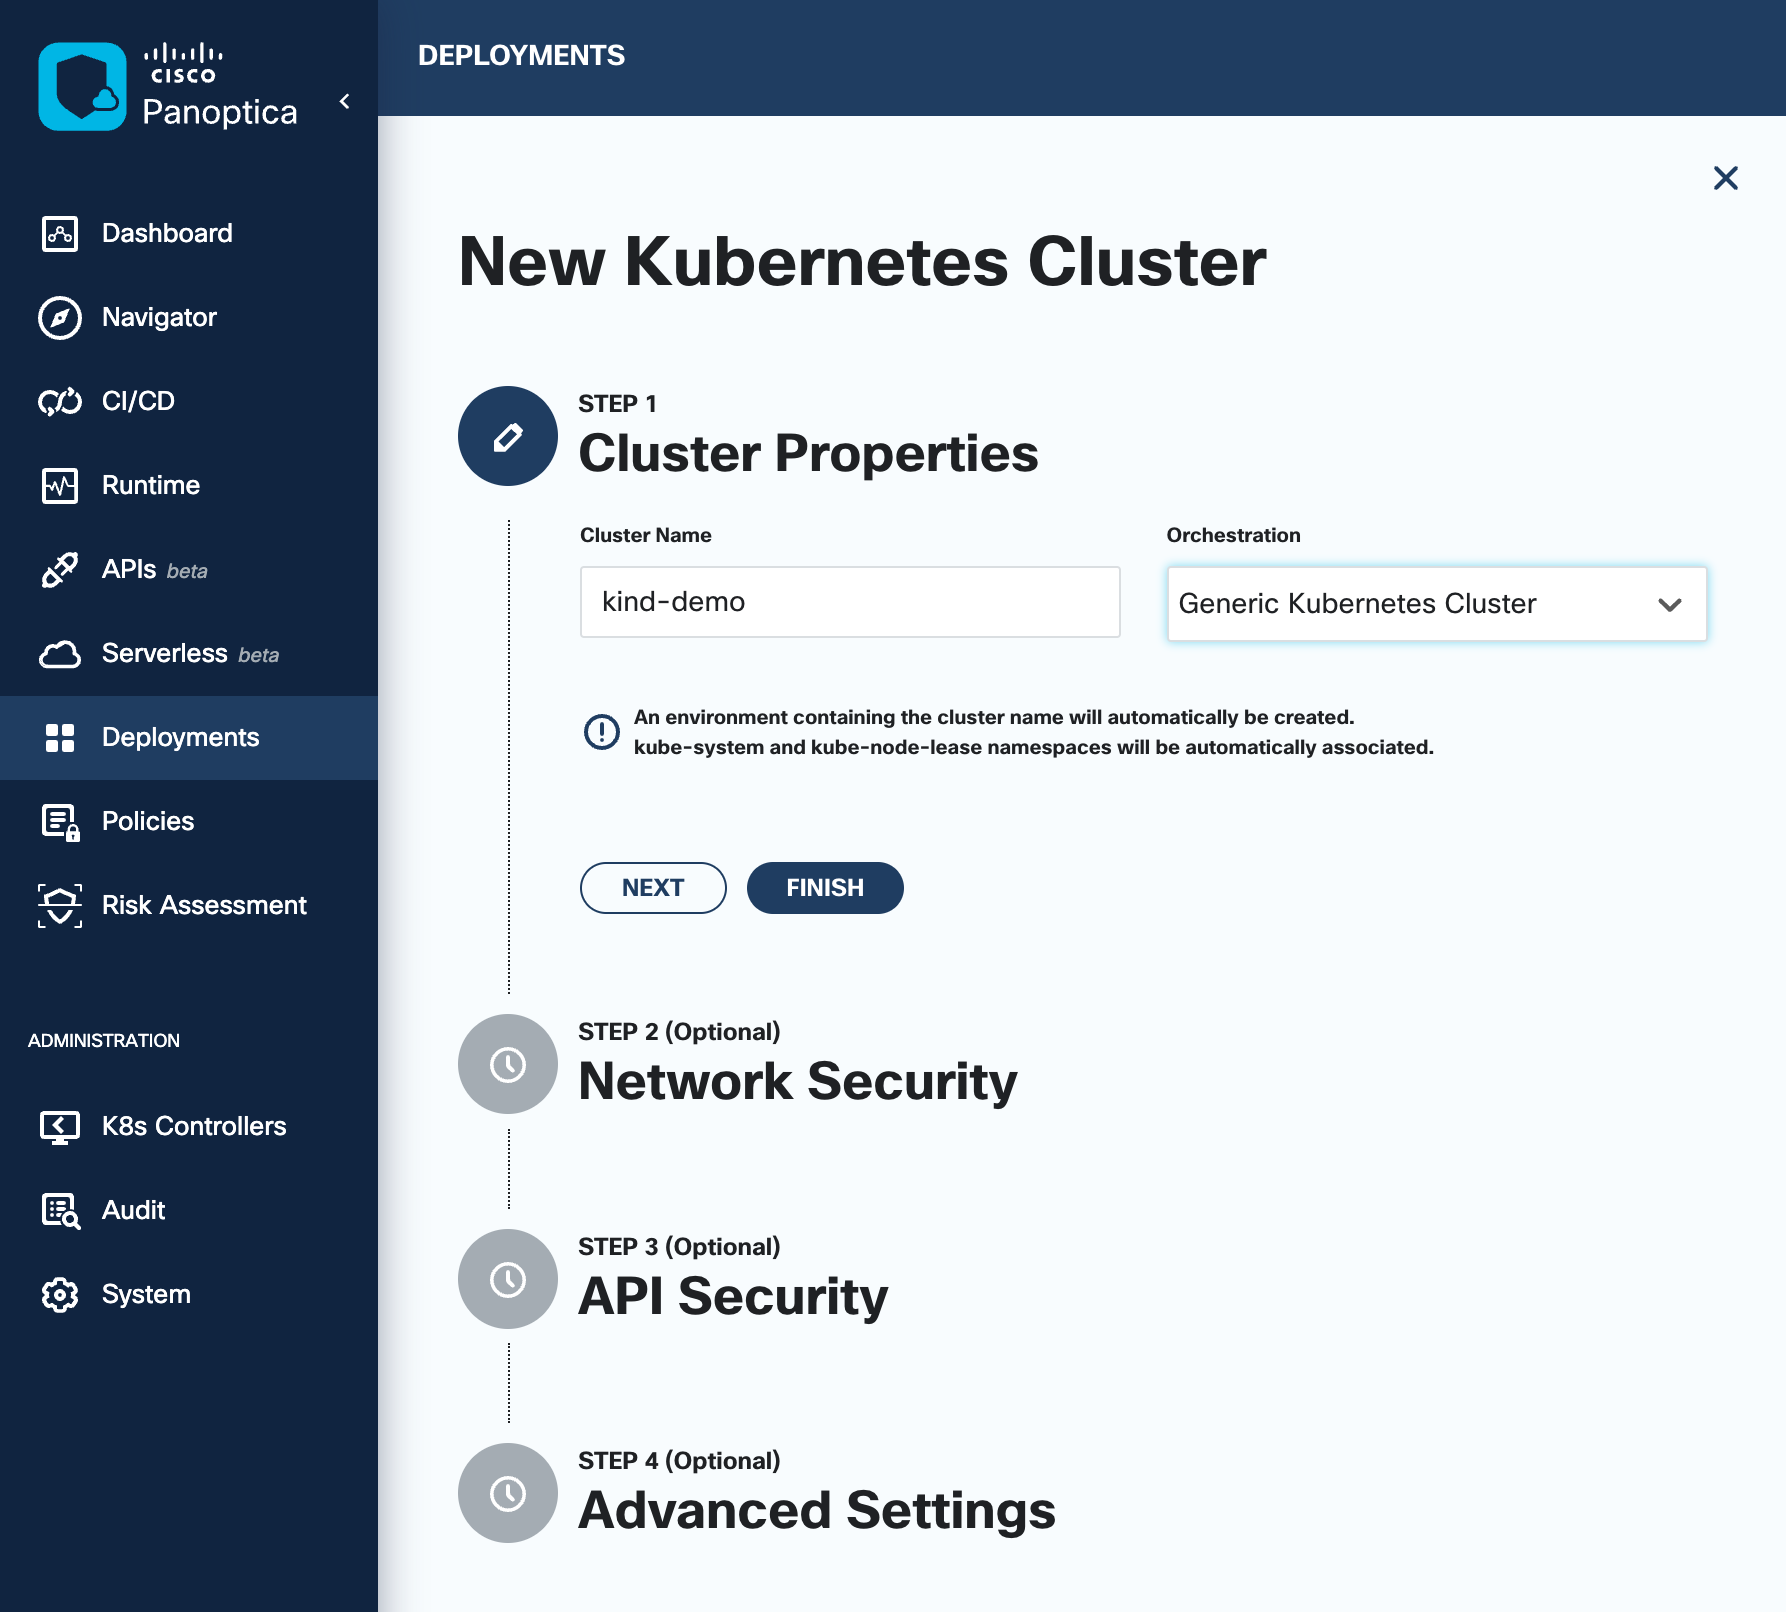 CISCO
Panoptica
Dashboard
Navigator
CI/CD
Runtime
APIs beta
Serverless beta
Deployments
Policies
Risk Assessment
ADMINISTRATION
K8s Controllers
Audit
System
DEPLOYMENTS
New Kubernetes Cluster
STEP 1
Cluster Properties
Cluster Name
Orchestration
kind-demo
Generic Kubernetes Cluster
An environment containing the cluster name will automatically be created.
kube-system and kube-node-lease namespaces will be automatically associated.
NEXT
FINISH
STEP 2 (Optional)
Network Security
STEP 3 (Optional)
API Security
STEP 4 (Optional)
Advanced Settings